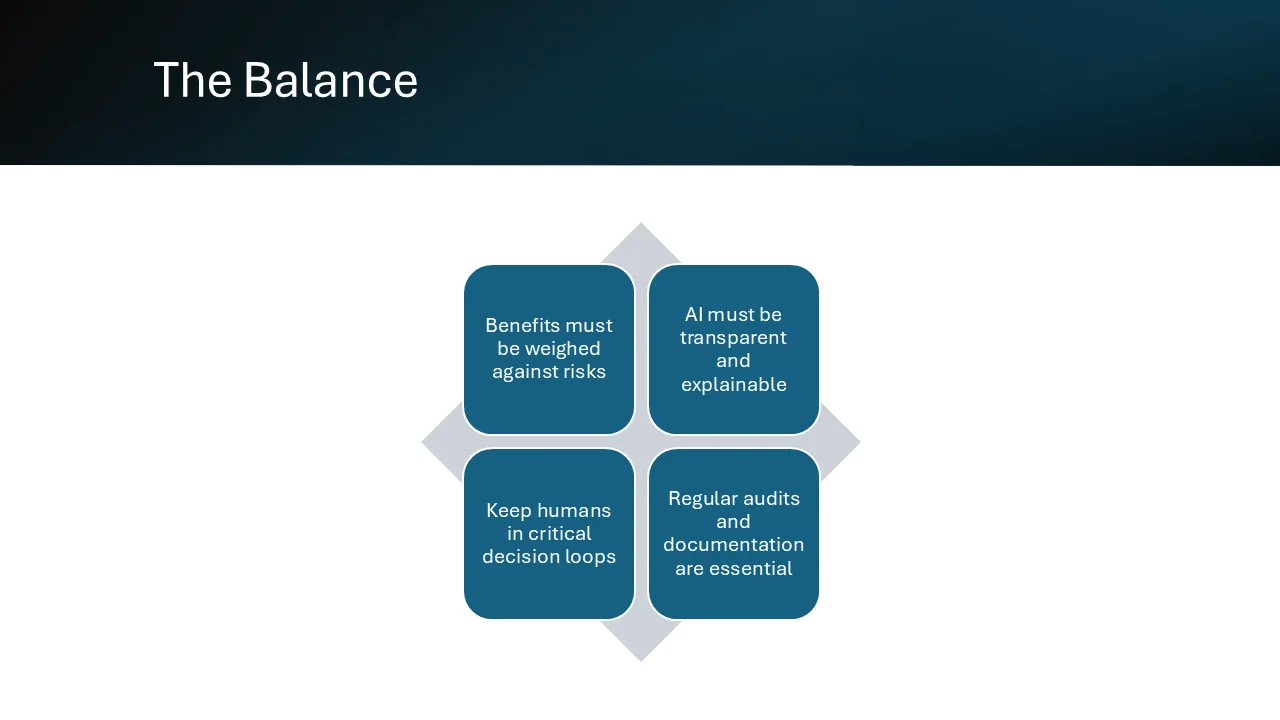 The Balance
Benefits must
be weighed
against risks
AI must be
transparent
and
explainable
Keep humans
in critical
decision loops
Regular audits
and
documentation
are essential